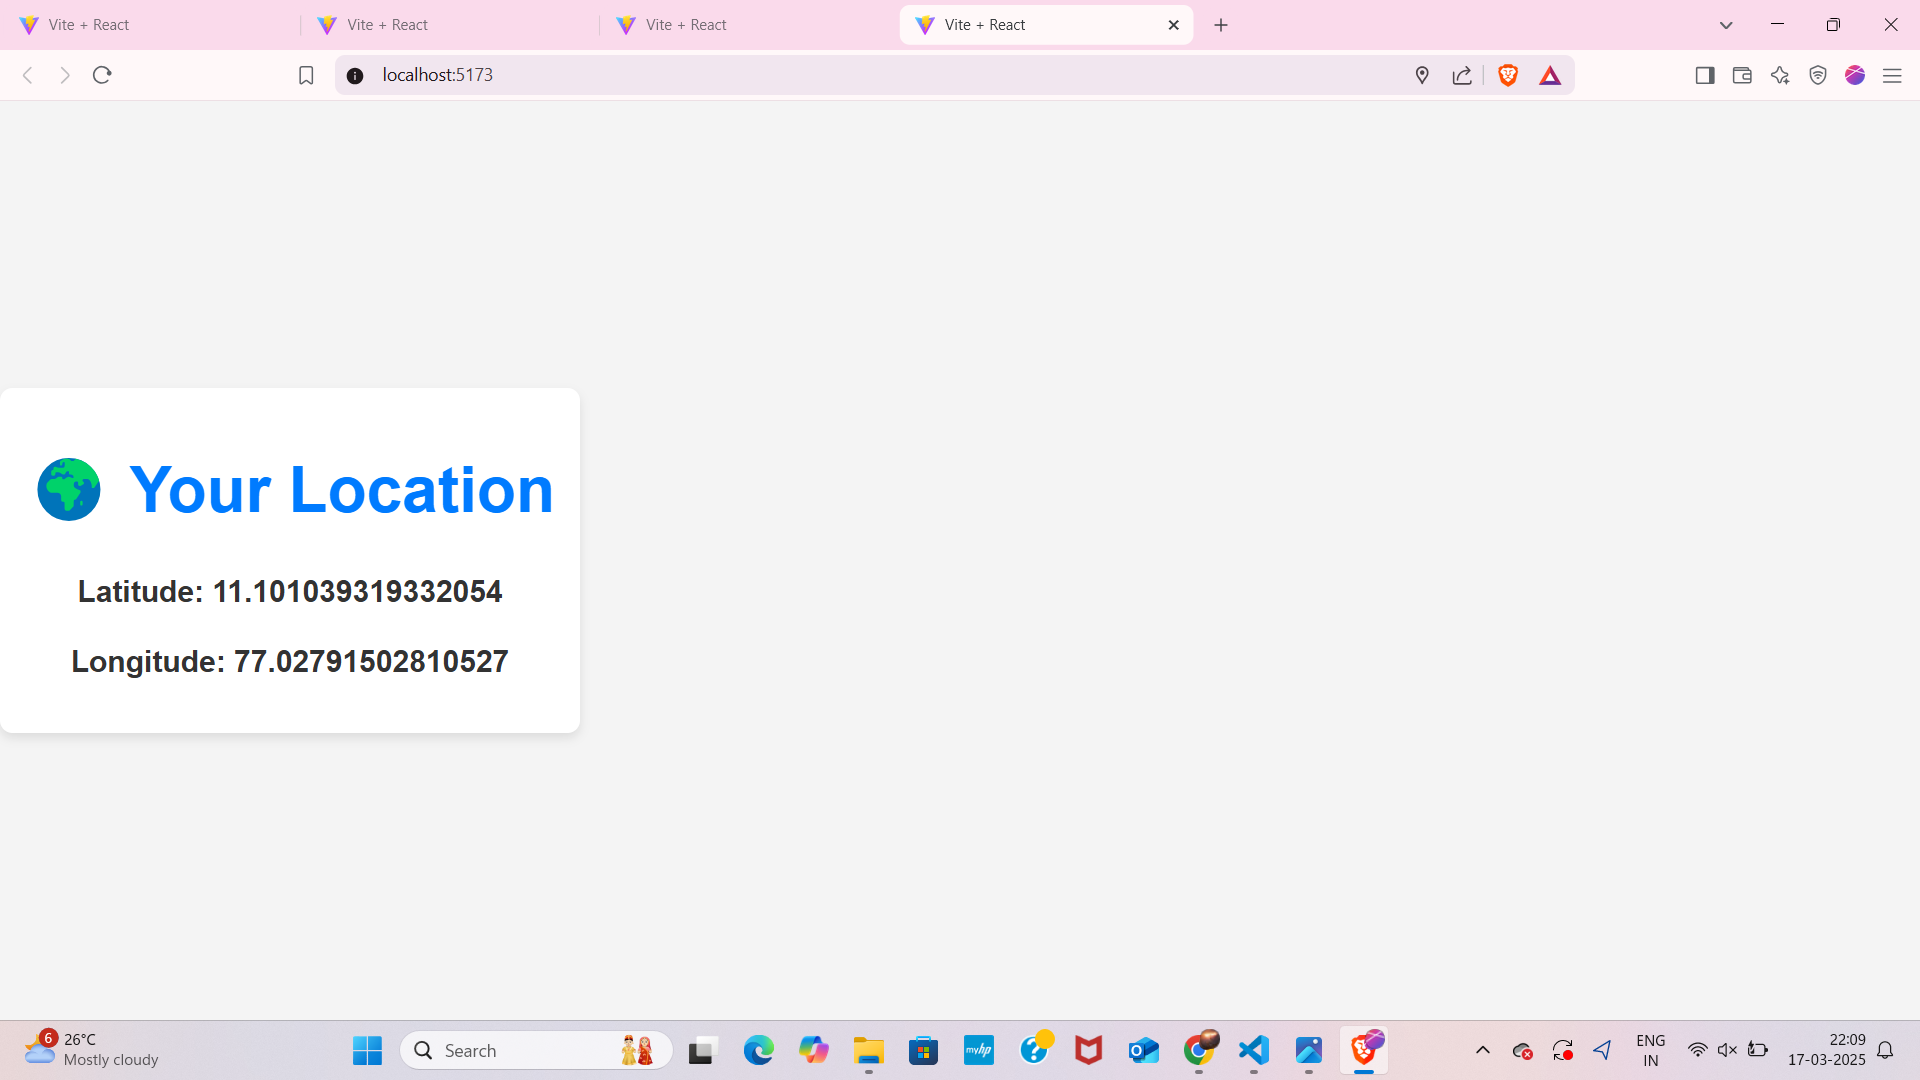 Vite + React
Vite + React
Vite + React
Vite + React
localhost:5173
Your Location
Latitude: 11.101039319332054
Longitude: 77.02791502810527
6
26°C
Mostly cloudy
Search
myhp
ENG
IN
22:09
17-03-2025